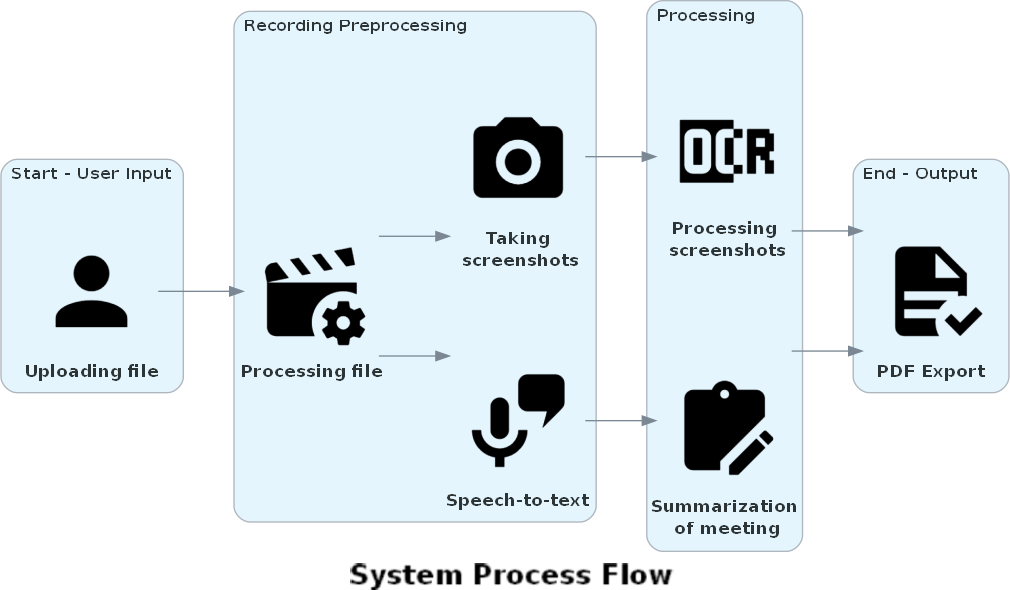 Start - User Input
Uploading file
Recording Preprocessing
Processing file
Taking
screenshots
Speech-to-text
Processing
OCR
Processing
screenshots
Summarization
of meeting
End - Output
PDF Export
System Process Flow